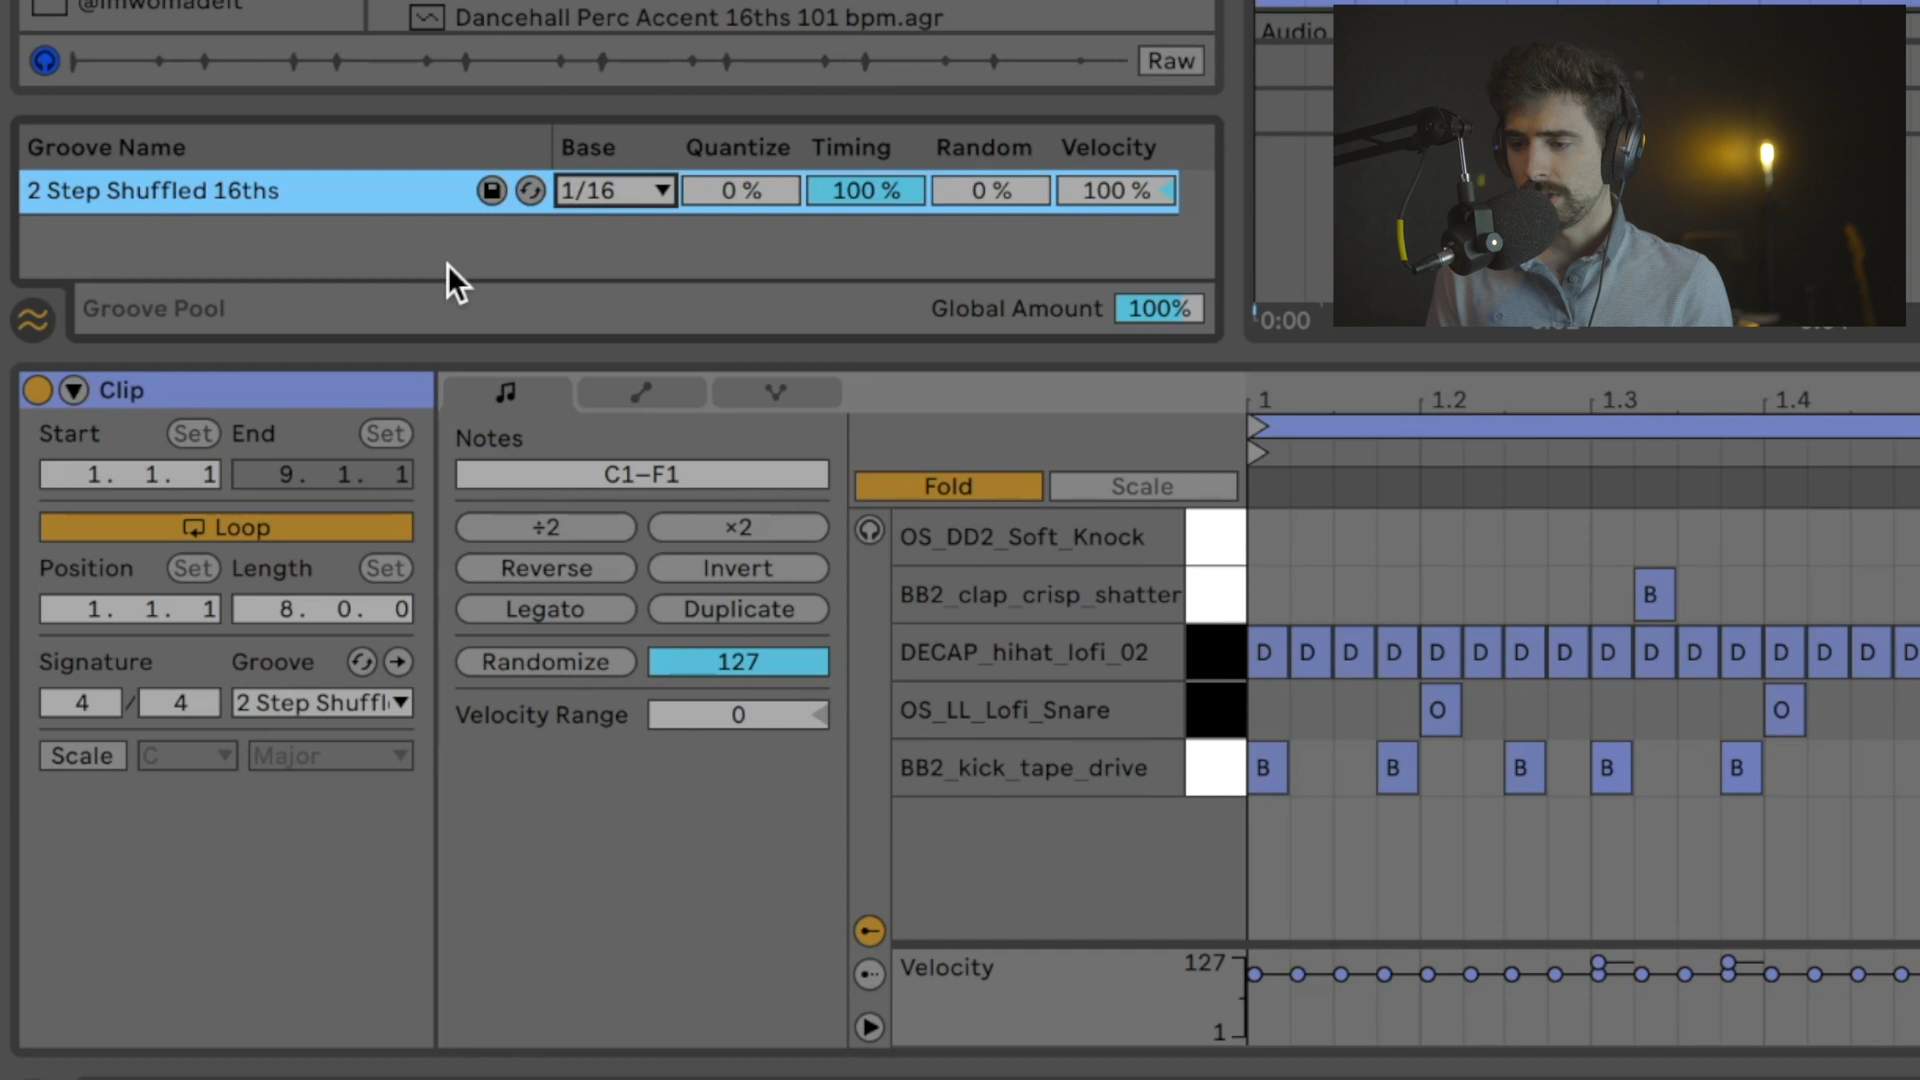 @imwomadeit
Dancehall Perc Accent 16ths 101 bpm.agr
Raw
Audio
Groove Name Base Quantize Timing Random Velocity
2 Step Shuffled 16ths 1/16 0 % 100 % 0 % 100 %
Groove Pool Global Amount 100%
0:00
Clip
Start Set End Set
1. 1. 1 9. 1. 1
Loop
Position Set Length Set
1. 1. 1 8. 0. 0
Signature Groove
4 / 4 2 Step Shuffl
Scale C Major
Notes
C1–F1
÷2 ×2
Reverse Invert
Legato Duplicate
Randomize 127
Velocity Range 0
1 1.2 1.3 1.4
Fold Scale
OS_DD2_Soft_Knock
BB2_clap_crisp_shatter B
DECAP_hihat_lofi_02 D D D D D D D D D D D D D D D D
OS_LL_Lofi_Snare O O
BB2_kick_tape_drive B B B B B
Velocity 127
1